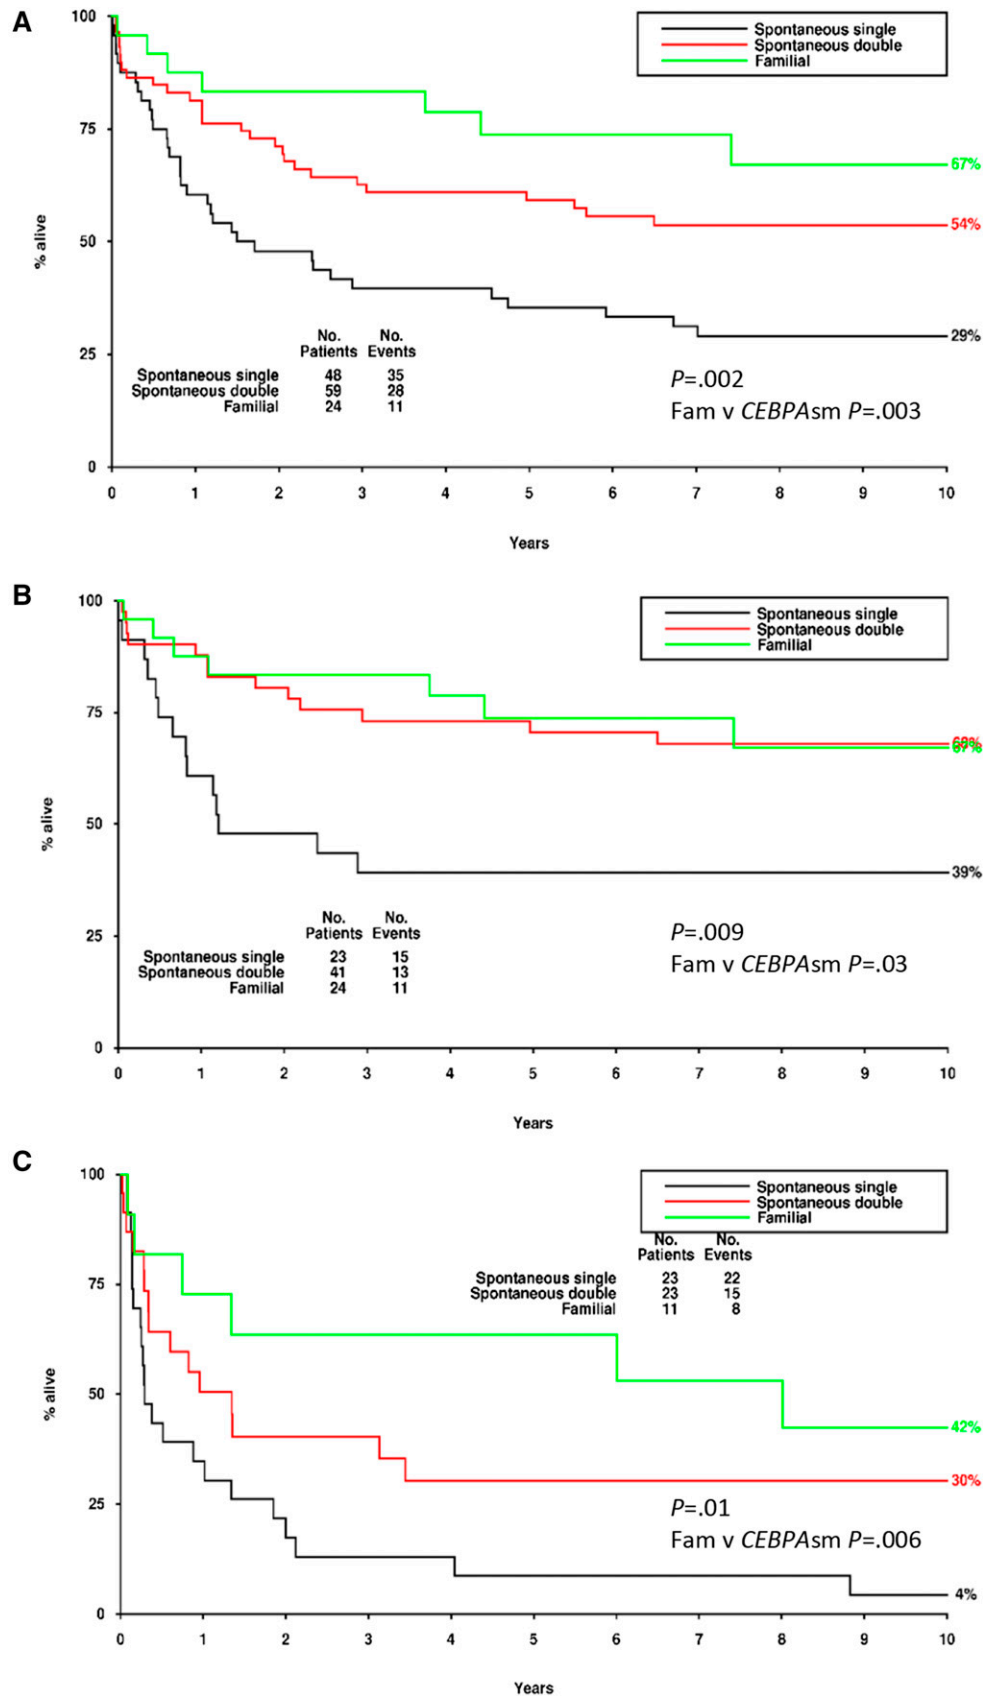 A
Spontaneous single
Spontaneous double
Familial
100
75
50
25
0
% alive
67%
54%
29%
No. No.
Patients Events
Spontaneous single 48 35
Spontaneous double 59 28
Familial 24 11
P=.002
Fam v CEBPAsm P=.003
0 1 2 3 4 5 6 7 8 9 10
Years
B
Spontaneous single
Spontaneous double
Familial
100
75
50
25
0
% alive
67%
39%
No. No.
Patients Events
Spontaneous single 23 15
Spontaneous double 41 13
Familial 24 11
P=.009
Fam v CEBPAsm P=.03
0 1 2 3 4 5 6 7 8 9 10
Years
C
Spontaneous single
Spontaneous double
Familial
No. No.
Patients Events
Spontaneous single 23 22
Spontaneous double 23 15
Familial 11 8
100
75
50
25
0
% alive
42%
30%
4%
P=.01
Fam v CEBPAsm P=.006
0 1 2 3 4 5 6 7 8 9 10
Years